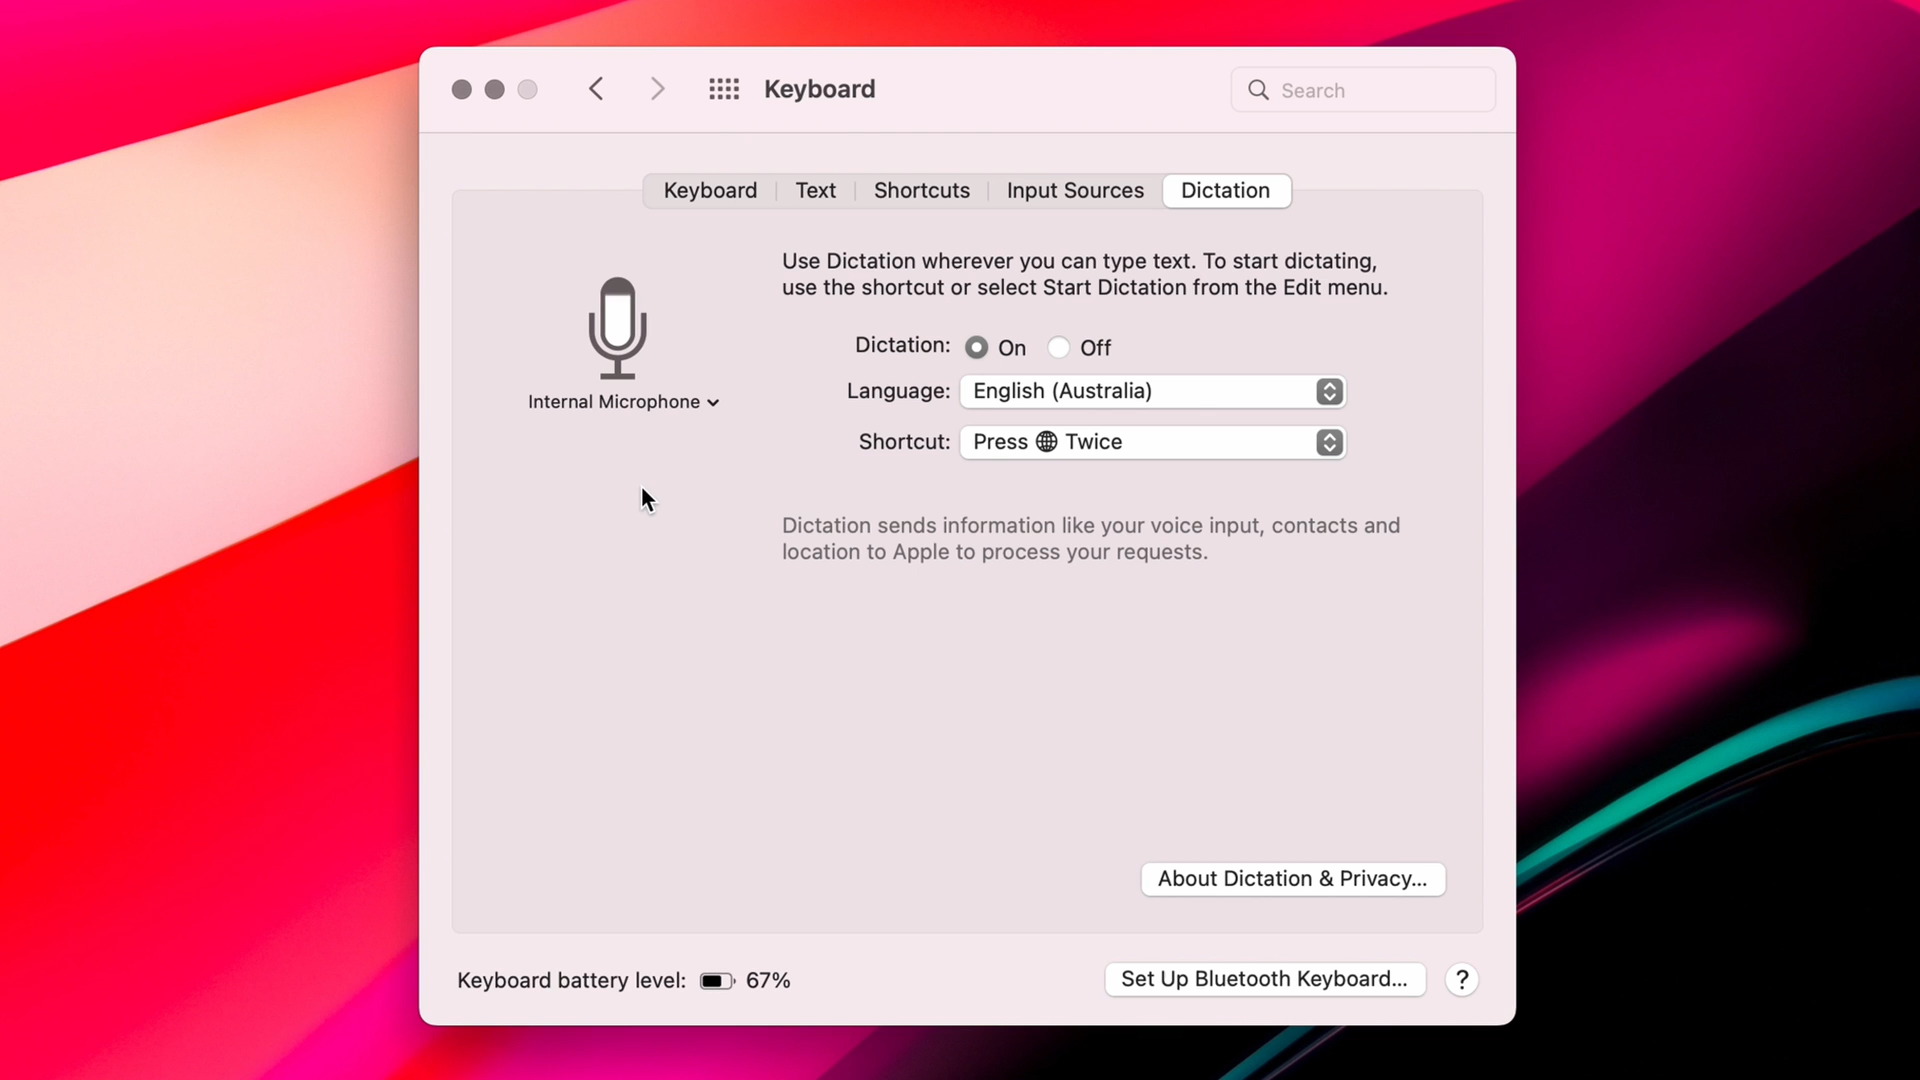 Keyboard
Search
Keyboard Text Shortcuts Input Sources Dictation
Use Dictation wherever you can type text. To start dictating,
use the shortcut or select Start Dictation from the Edit menu.
Internal Microphone
Dictation: On Off
Language: English (Australia)
Shortcut: Press 🌐 Twice
Dictation sends information like your voice input, contacts and
location to Apple to process your requests.
About Dictation & Privacy...
Keyboard battery level: 67%
Set Up Bluetooth Keyboard... ?